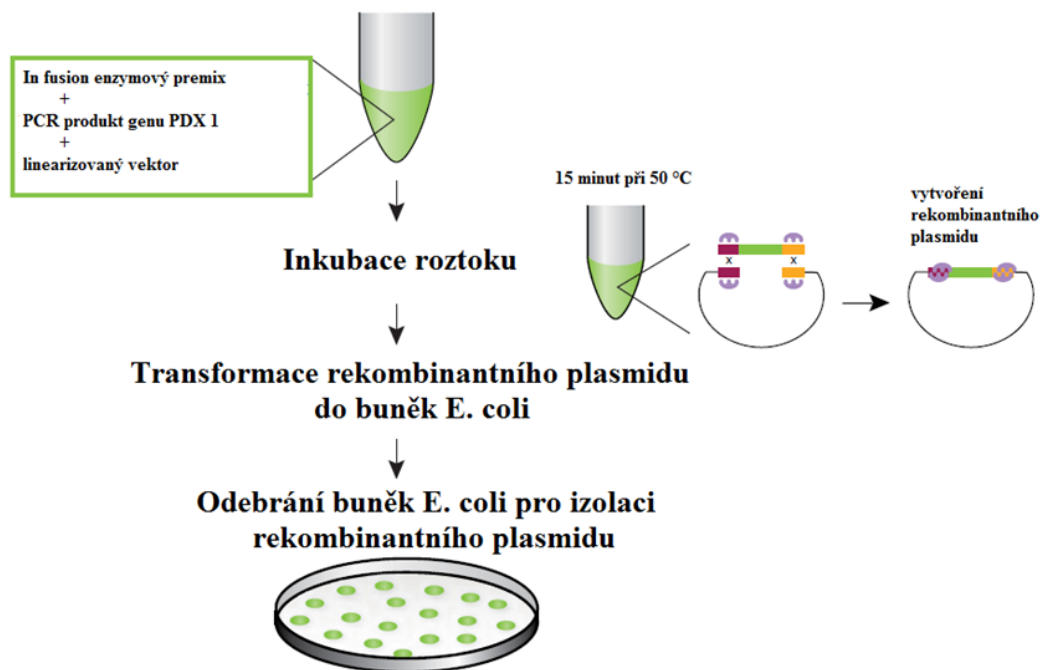 In fusion enzymový premix
+
PCR produkt genu PDX 1
+
linearizovaný vektor
15 minut při 50 °C
vytvoření
rekombinantního
plasmidu
Inkubace roztoku
x
x
Transformace rekombinantního plasmidu
do buněk E. coli
Odebrání buněk E. coli pro izolaci
rekombinantního plasmidu